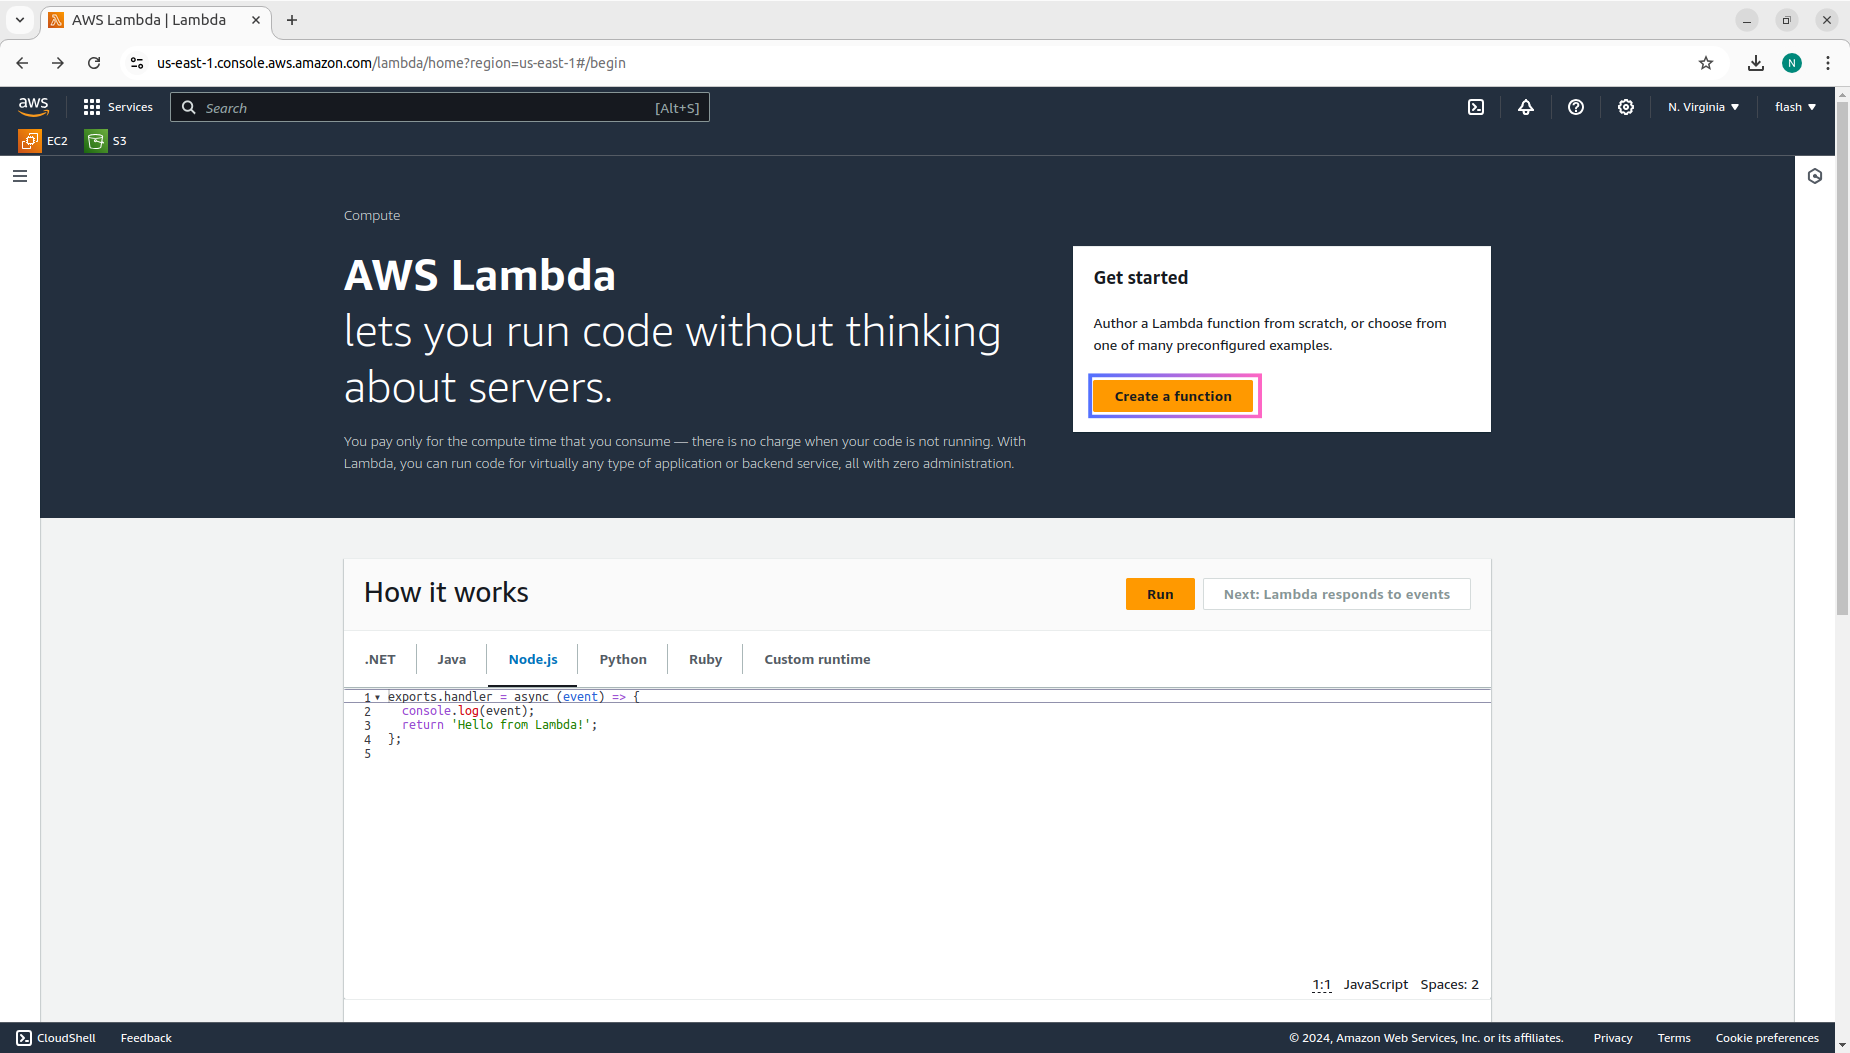 AWS Lambda | Lambda
us-east-1.console.aws.amazon.com/lambda/home?region=us-east-1#/begin
N
aws
Services
Search
[Alt+S]
N. Virginia
flash
EC2
S3
Compute
AWS Lambda
lets you run code without thinking
about servers.
You pay only for the compute time that you consume — there is no charge when your code is not running. With
Lambda, you can run code for virtually any type of application or backend service, all with zero administration.
Get started
Author a Lambda function from scratch, or choose from
one of many preconfigured examples.
Create a function
How it works
Run
Next: Lambda responds to events
.NET
Java
Node.js
Python
Ruby
Custom runtime
1 exports.handler = async (event) => {
2 console.log(event);
3 return 'Hello from Lambda!';
4 };
5
1:1 JavaScript Spaces: 2
CloudShell
Feedback
© 2024, Amazon Web Services, Inc. or its affiliates.
Privacy
Terms
Cookie preferences